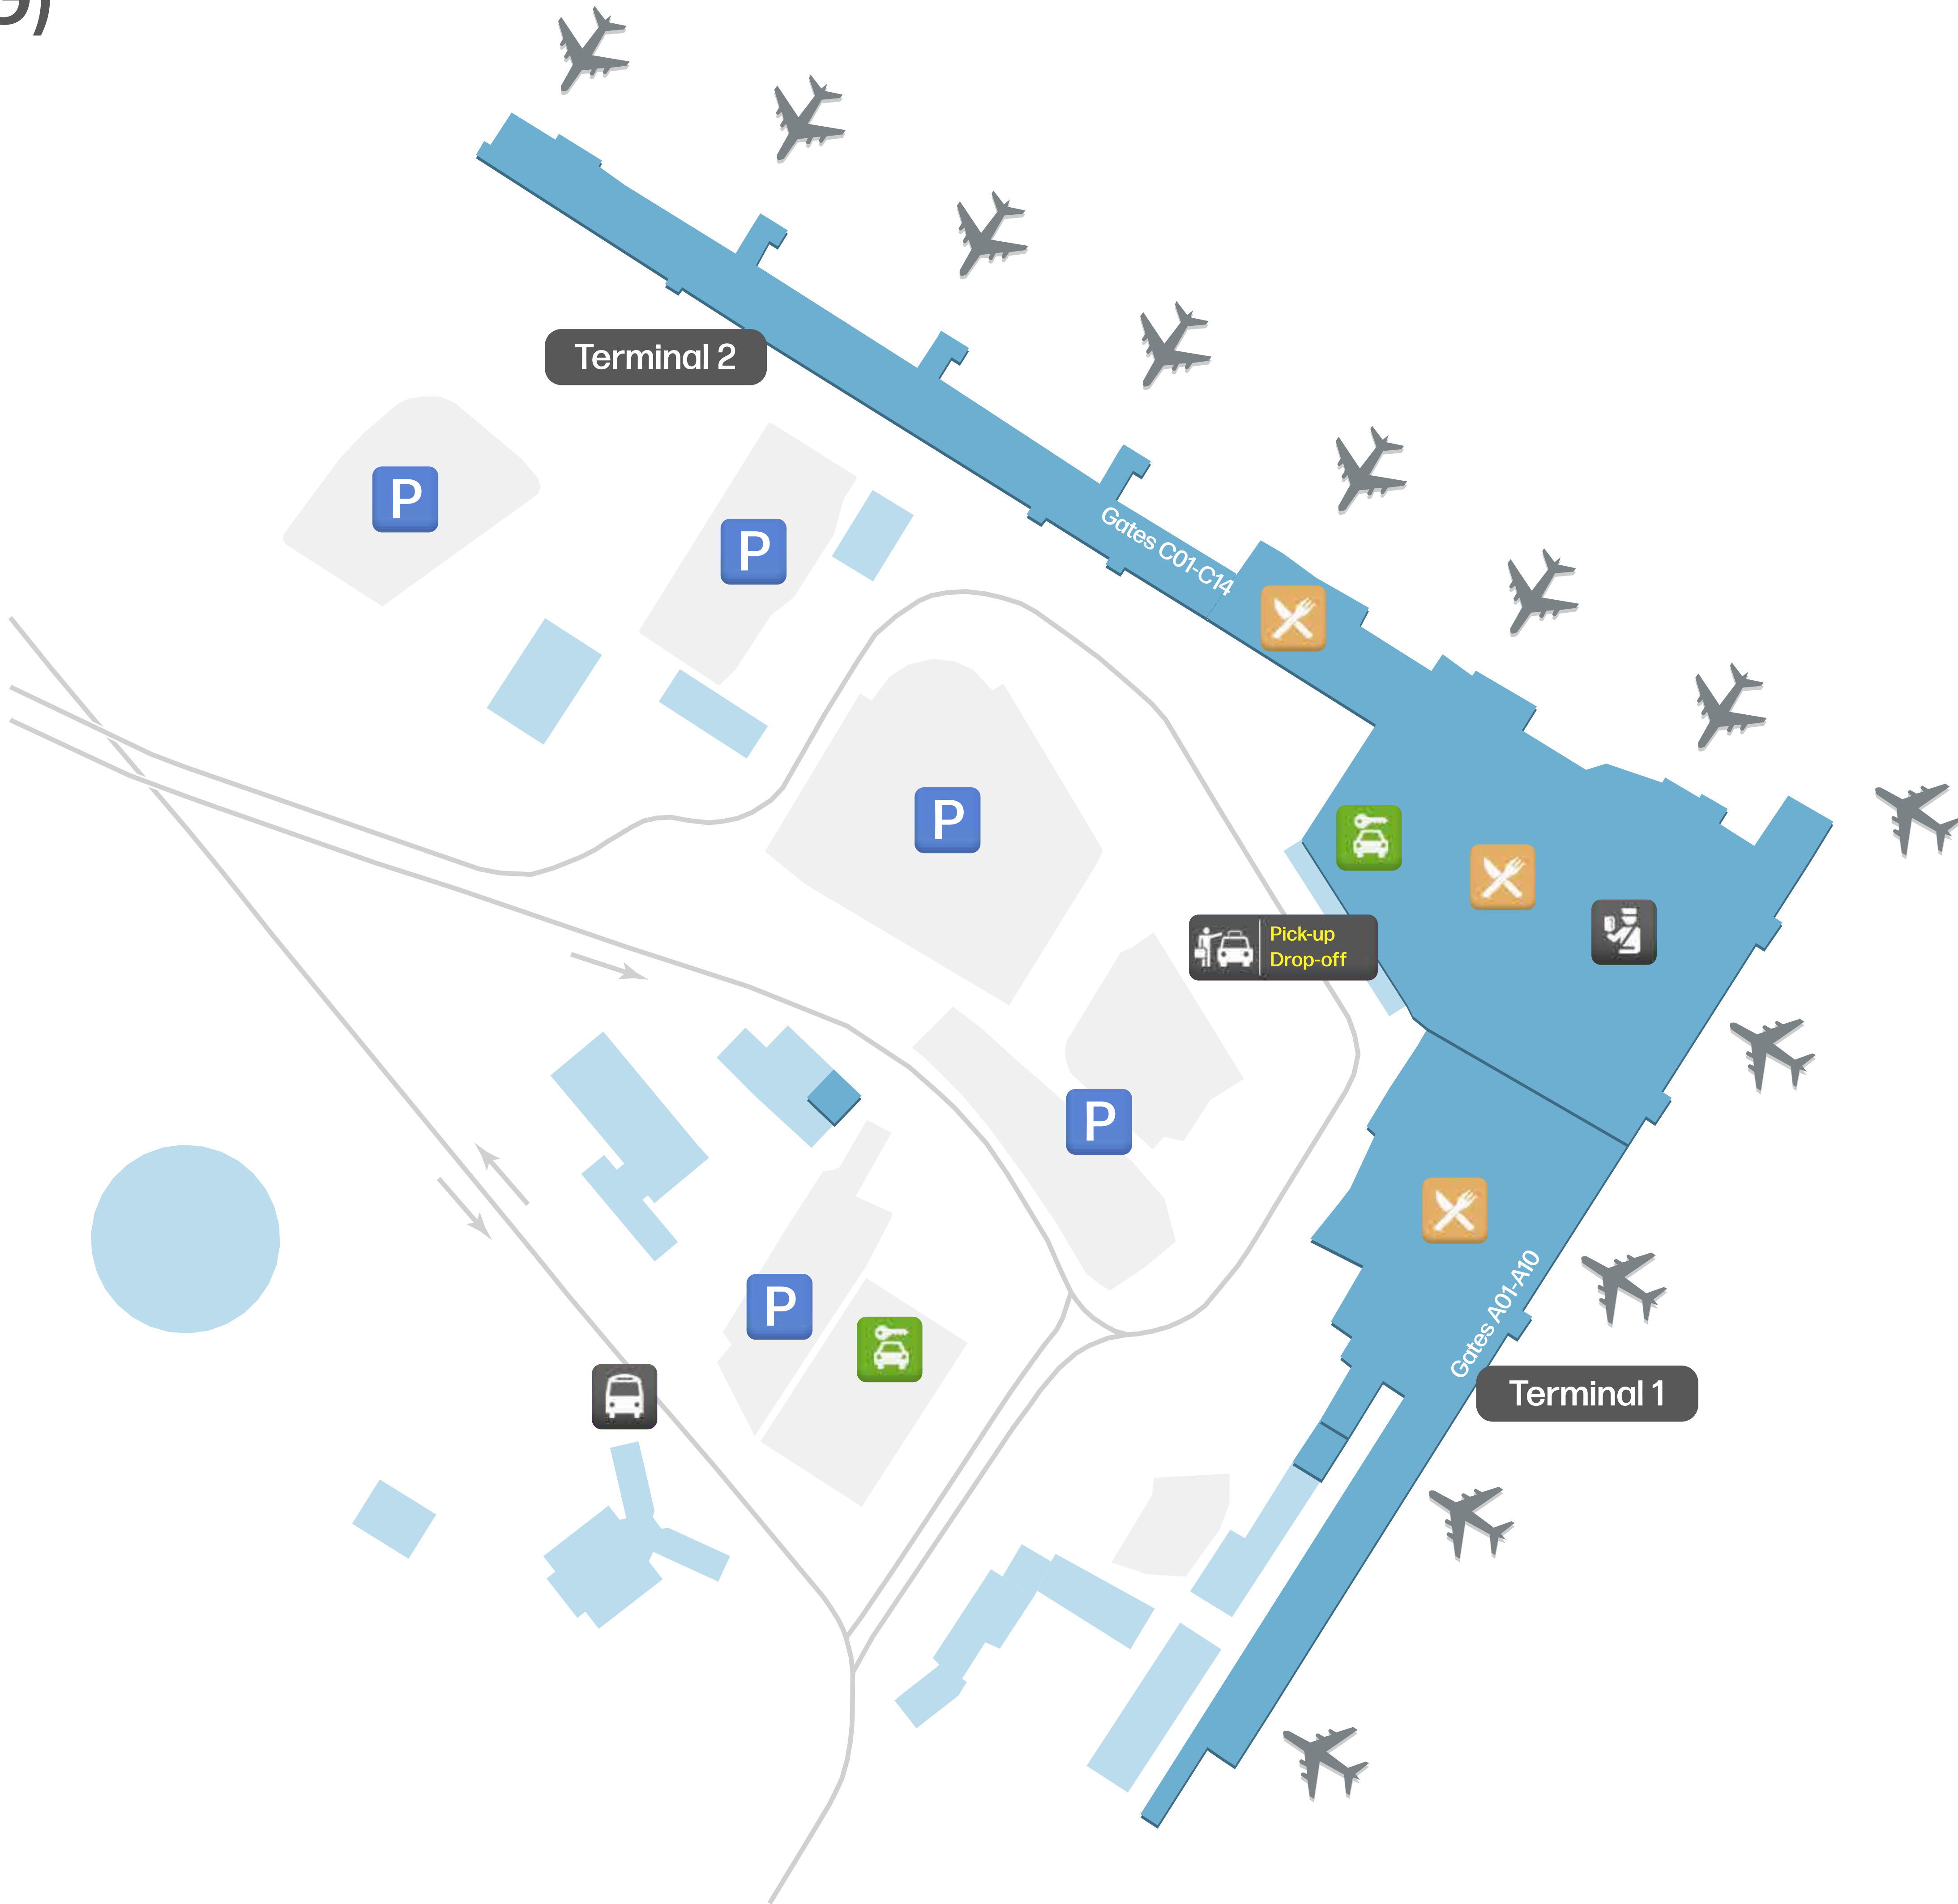 Terminal 2
P
P
Gates C01-C14
P
Pick-up
Drop-off
P
P
Gates A01-A10
Terminal 1